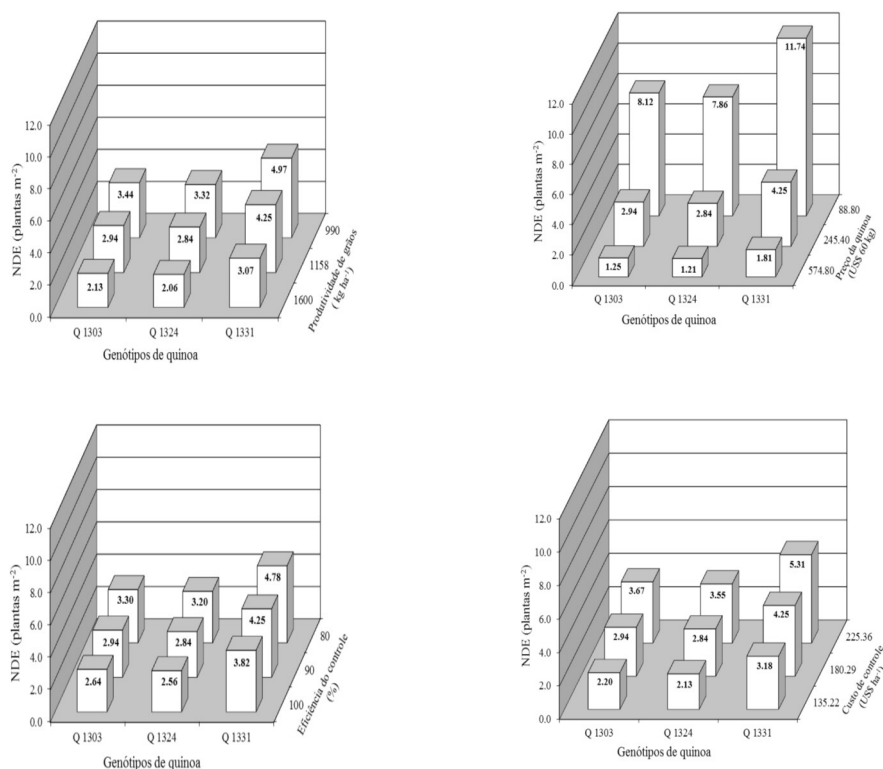 NDE (plantas m⁻²)
12.0
10.0
8.0
6.0
4.0
2.0
0.0
3.44
3.32
4.97
2.94
2.84
4.25
2.13
2.06
3.07
990
1158
1600
Produtividade de grãos
( kg ha⁻¹)
Q 1303
Q 1324
Q 1331
Genótipos de quinoa
NDE (plantas m⁻²)
12.0
10.0
8.0
6.0
4.0
2.0
0.0
8.12
7.86
11.74
2.94
2.84
4.25
1.25
1.21
1.81
88.80
245.40
574.80
Preço da quinoa
(US$ 60 kg)
Q 1303
Q 1324
Q 1331
Genótipos de quinoa
NDE (plantas m⁻²)
12.0
10.0
8.0
6.0
4.0
2.0
0.0
3.30
3.20
4.78
2.94
2.84
4.25
2.64
2.56
3.82
80
90
100
Eficiência do controle
(%)
Q 1303
Q 1324
Q 1331
Genótipos de quinoa
NDE (plantas m⁻²)
12.0
10.0
8.0
6.0
4.0
2.0
0.0
3.67
3.55
5.31
2.94
2.84
4.25
2.20
2.13
3.18
225.36
180.29
135.22
Custo de controle
(US$ ha⁻¹)
Q 1303
Q 1324
Q 1331
Genótipos de quinoa